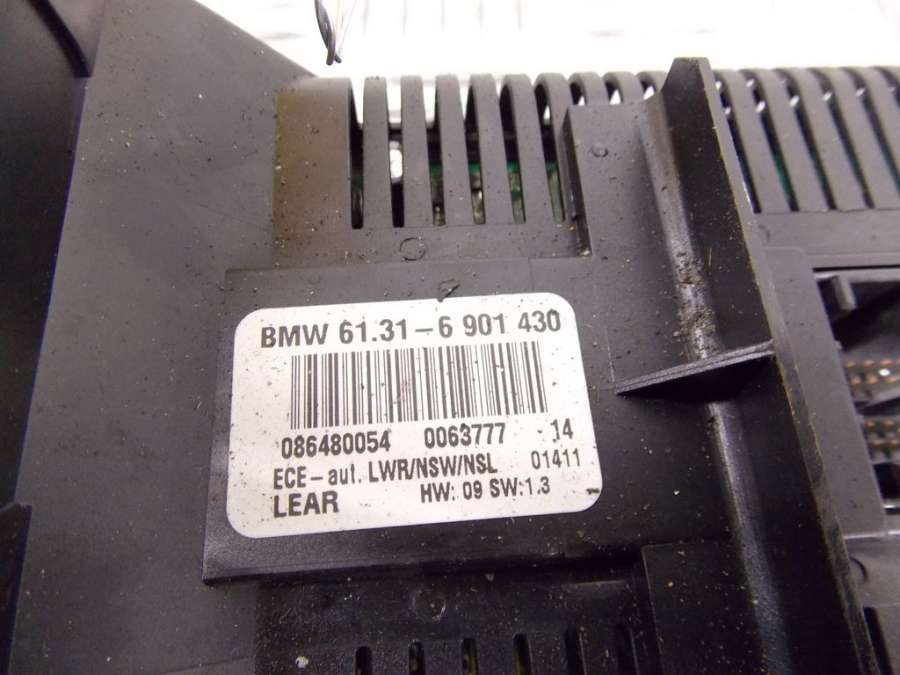 BMW 61.31-6 901 430
086480054 0063777 -14
ECE-aut. LWR/NSW/NSL 01411
LEAR HW: 09 SW:1.3